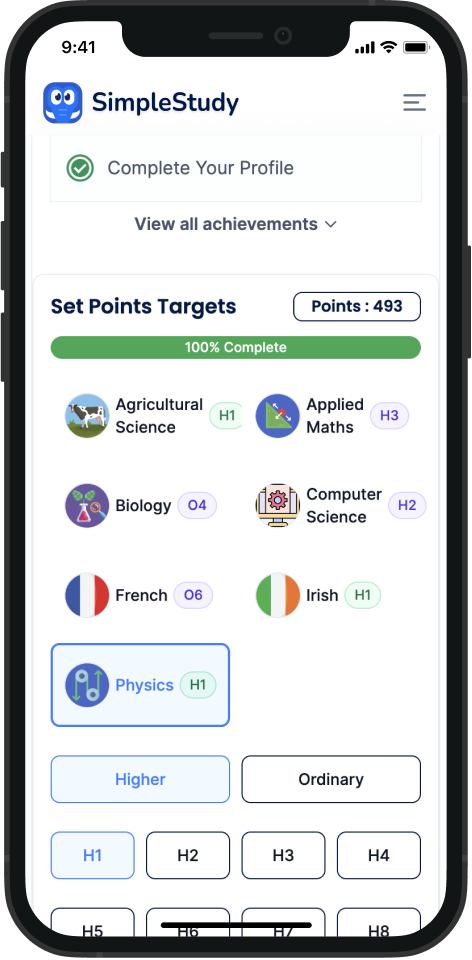 9:41
SimpleStudy
Complete Your Profile
View all achievements
Set Points Targets
Points : 493
100% Complete
Agricultural
Science
H1
Applied
Maths
H3
Biology
O4
Computer
Science
H2
French
O6
Irish
H1
Physics
H1
Higher
Ordinary
H1
H2
H3
H4
H5
H6
H7
H8